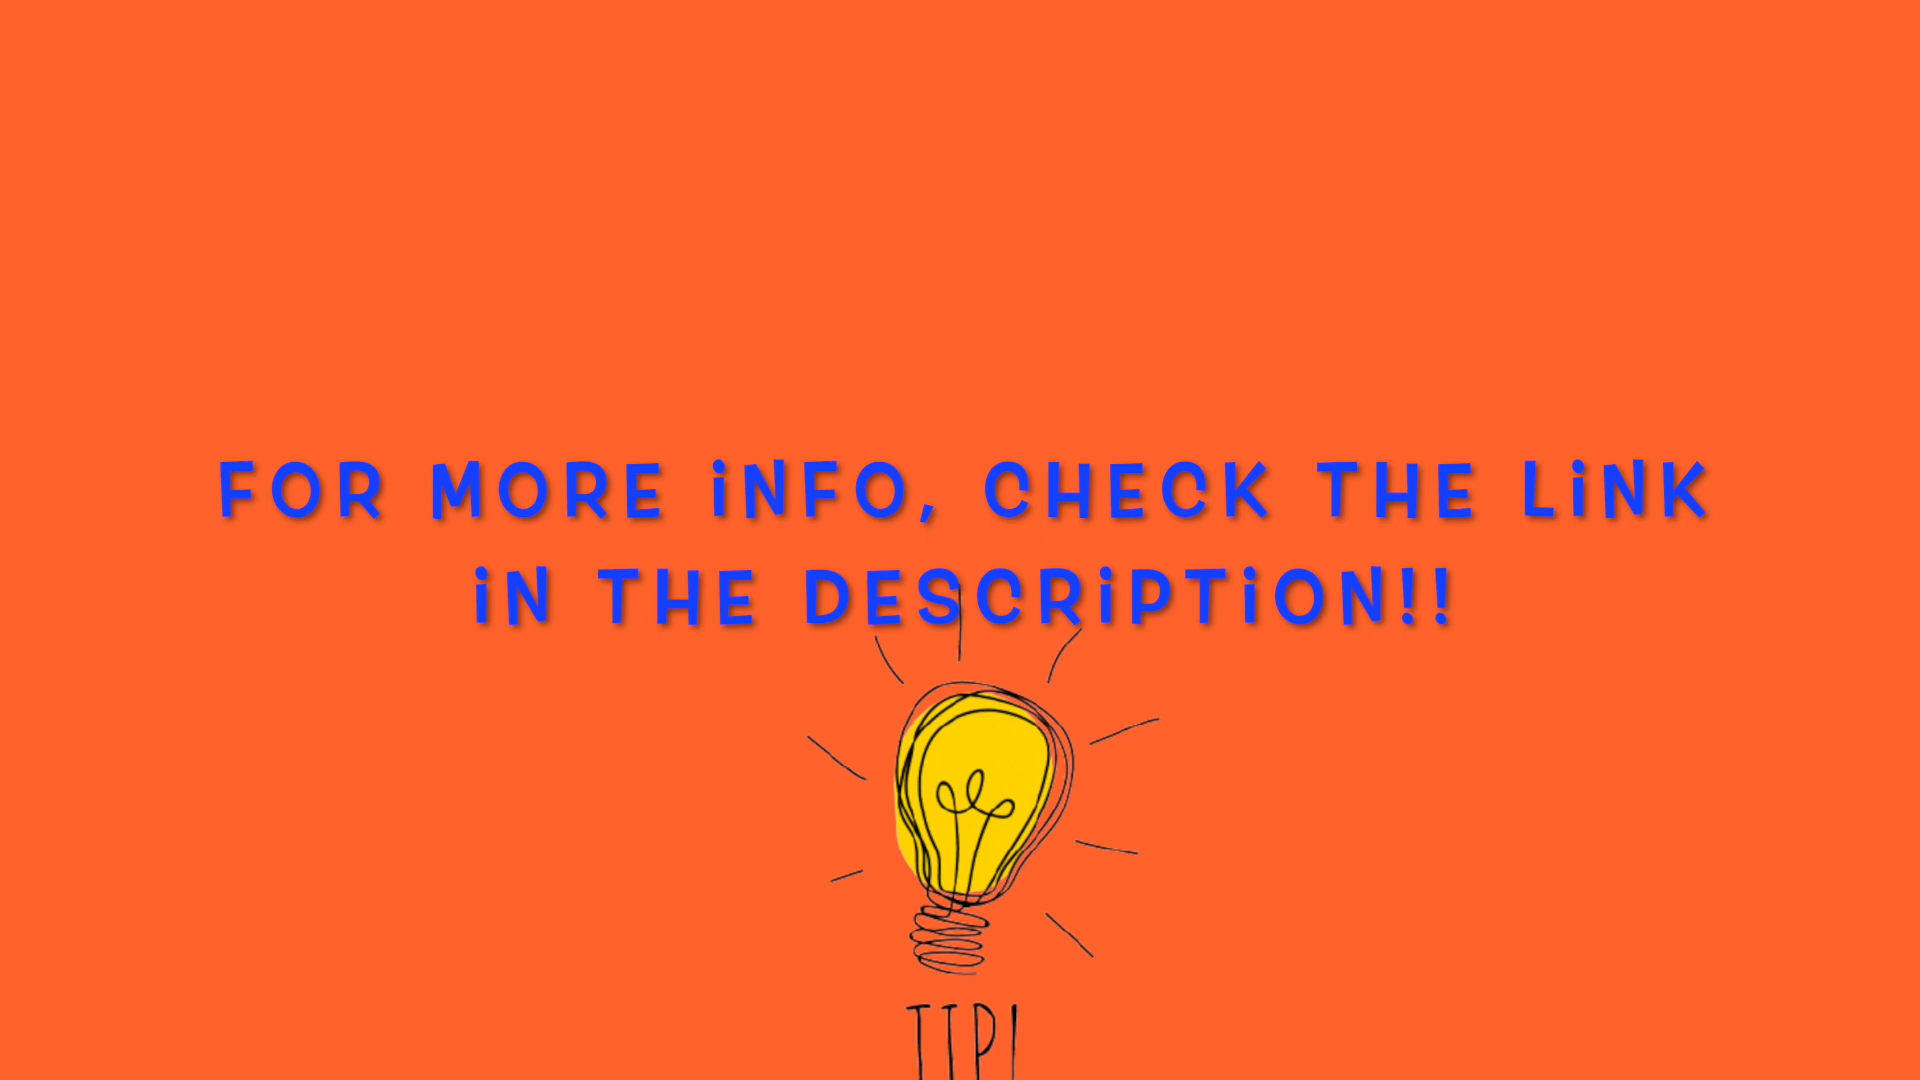 FOR MORE iNFO, CHECK THE LiNK
iN THE DESCRiPTiON!!
TIP!